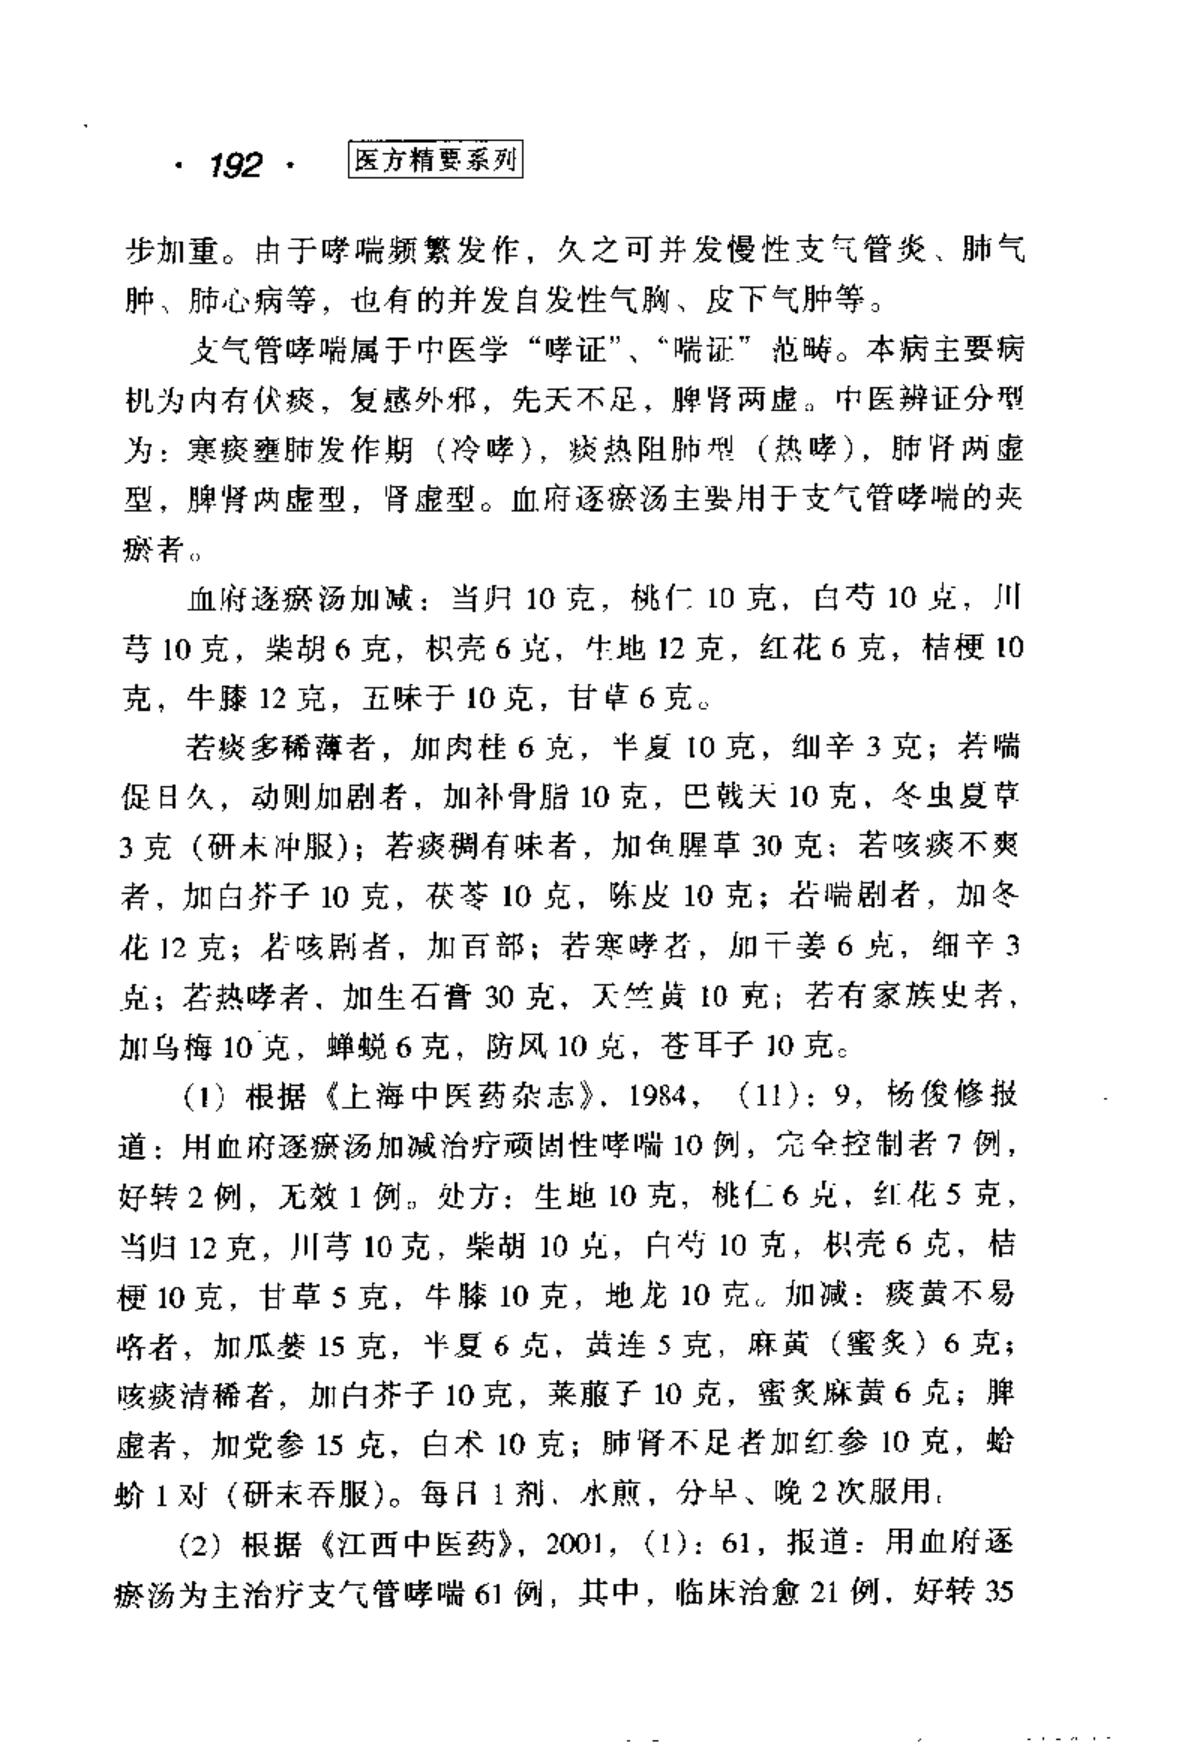 · 192 ·
医方精要系列
步加重。由于哮喘频繁发作，久之可并发慢性支气管炎、肺气
肿、肺心病等，也有的并发自发性气胸、皮下气肿等。
支气管哮喘属于中医学“哮证”、“喘证”范畴。本病主要病
机为内有伏痰，复感外邪，先天不足，脾肾两虚。中医辨证分型
为：寒痰壅肺发作期（冷哮），痰热阻肺型（热哮），肺肾两虚
型，脾肾两虚型，肾虚型。血府逐瘀汤主要用于支气管哮喘的夹
瘀者。
血府逐瘀汤加减：当归 10 克，桃仁 10 克，白芍 10 克，川
芎 10 克，柴胡 6 克，枳壳 6 克，生地 12 克，红花 6 克，桔梗 10
克，牛膝 12 克，五味子 10 克，甘草 6 克。
若痰多稀薄者，加肉桂 6 克，半夏 10 克，细辛 3 克；若喘
促日久，动则加剧者，加补骨脂 10 克，巴戟天 10 克，冬虫夏草
3 克（研末冲服）；若痰稠有味者，加鱼腥草 30 克；若咳痰不爽
者，加白芥子 10 克，茯苓 10 克，陈皮 10 克；若喘剧者，加冬
花 12 克；若咳剧者，加百部；若寒哮者，加干姜 6 克，细辛 3
克；若热哮者，加生石膏 30 克，天竺黄 10 克；若有家族史者，
加乌梅 10 克，蝉蜕 6 克，防风 10 克，苍耳子 10 克。
（1）根据《上海中医药杂志》，1984，（11）：9，杨俊修报
道：用血府逐瘀汤加减治疗顽固性哮喘 10 例，完全控制者 7 例，
好转 2 例，无效 1 例。处方：生地 10 克，桃仁 6 克，红花 5 克，
当归 12 克，川芎 10 克，柴胡 10 克，白芍 10 克，枳壳 6 克，桔
梗 10 克，甘草 5 克，牛膝 10 克，地龙 10 克。加减：痰黄不易
咯者，加瓜蒌 15 克，半夏 6 克，黄连 5 克，麻黄（蜜炙）6 克；
咳痰清稀者，加白芥子 10 克，莱菔子 10 克，蜜炙麻黄 6 克；脾
虚者，加党参 15 克，白术 10 克；肺肾不足者加红参 10 克，蛤
蚧 1 对（研末吞服）。每日 1 剂，水煎，分早、晚 2 次服用。
（2）根据《江西中医药》，2001，（1）：61，报道：用血府逐
瘀汤为主治疗支气管哮喘 61 例，其中，临床治愈 21 例，好转 35